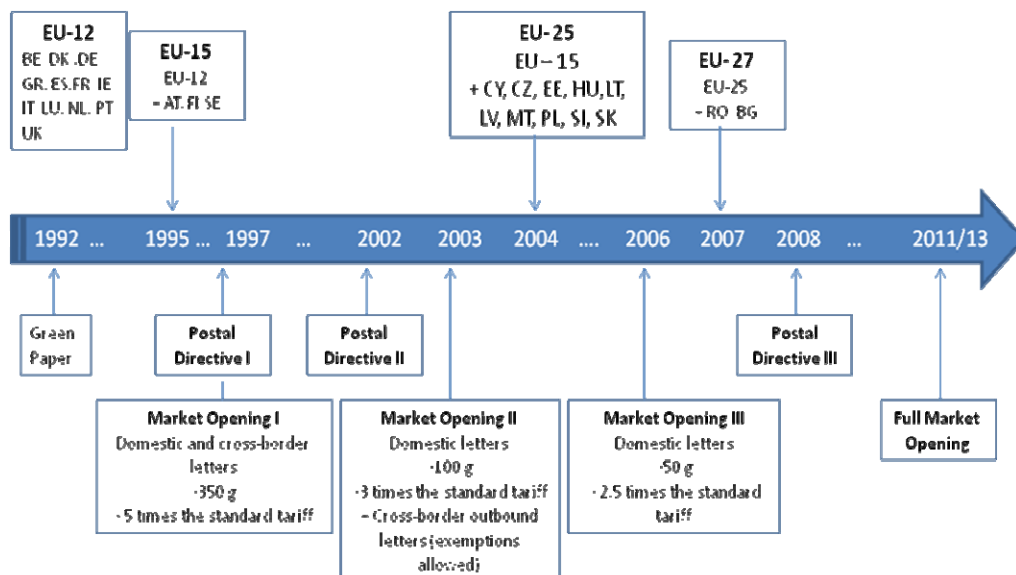 EU-12
BE DK .DE
GR. ES.FR IE
IT LU. NL. PT
UK
EU-15
EU-12
– AT. FI SE
EU-25
EU – 15
+ CY, CZ, EE, HU, LT,
LV, MT, PL, SI, SK
EU- 27
EU-25
– RO BG
1992 ... 1995 ... 1997 ... 2002 2003 2004 .... 2006 2007 2008 ... 2011/13
Green
Paper
Postal
Directive I
Postal
Directive II
Postal
Directive III
Market Opening I
Domestic and cross-border
letters
-350 g
- 5 times the standard tariff
Market Opening II
Domestic letters
-100 g
-3 times the standard tariff
– Cross-border outbound
letters (exemptions
allowed)
Market Opening III
Domestic letters
-50 g
- 2.5 times the standard
tariff
Full Market
Opening